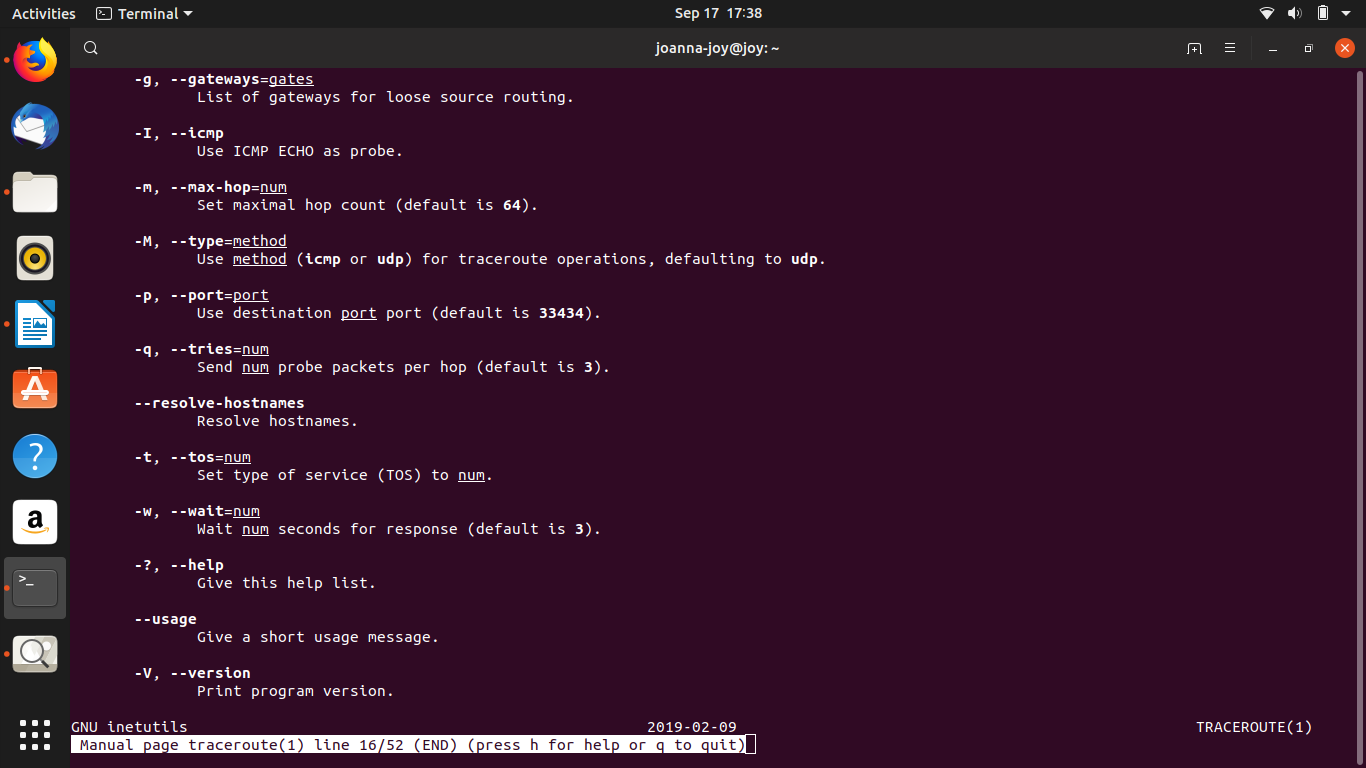 Activities
Terminal
Sep 17 17:38
joanna-joy@joy: ~
-g, --gateways=gates
List of gateways for loose source routing.
-I, --icmp
Use ICMP ECHO as probe.
-m, --max-hop=num
Set maximal hop count (default is 64).
-M, --type=method
Use method (icmp or udp) for traceroute operations, defaulting to udp.
-p, --port=port
Use destination port port (default is 33434).
-q, --tries=num
Send num probe packets per hop (default is 3).
--resolve-hostnames
Resolve hostnames.
-t, --tos=num
Set type of service (TOS) to num.
-w, --wait=num
Wait num seconds for response (default is 3).
-?, --help
Give this help list.
--usage
Give a short usage message.
-V, --version
Print program version.
GNU inetutils 2019-02-09 TRACEROUTE(1)
Manual page traceroute(1) line 16/52 (END) (press h for help or q to quit)